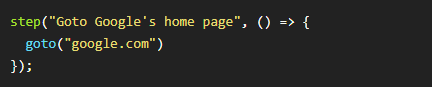 step("Goto Google's home page", () => {
  goto("google.com")
});